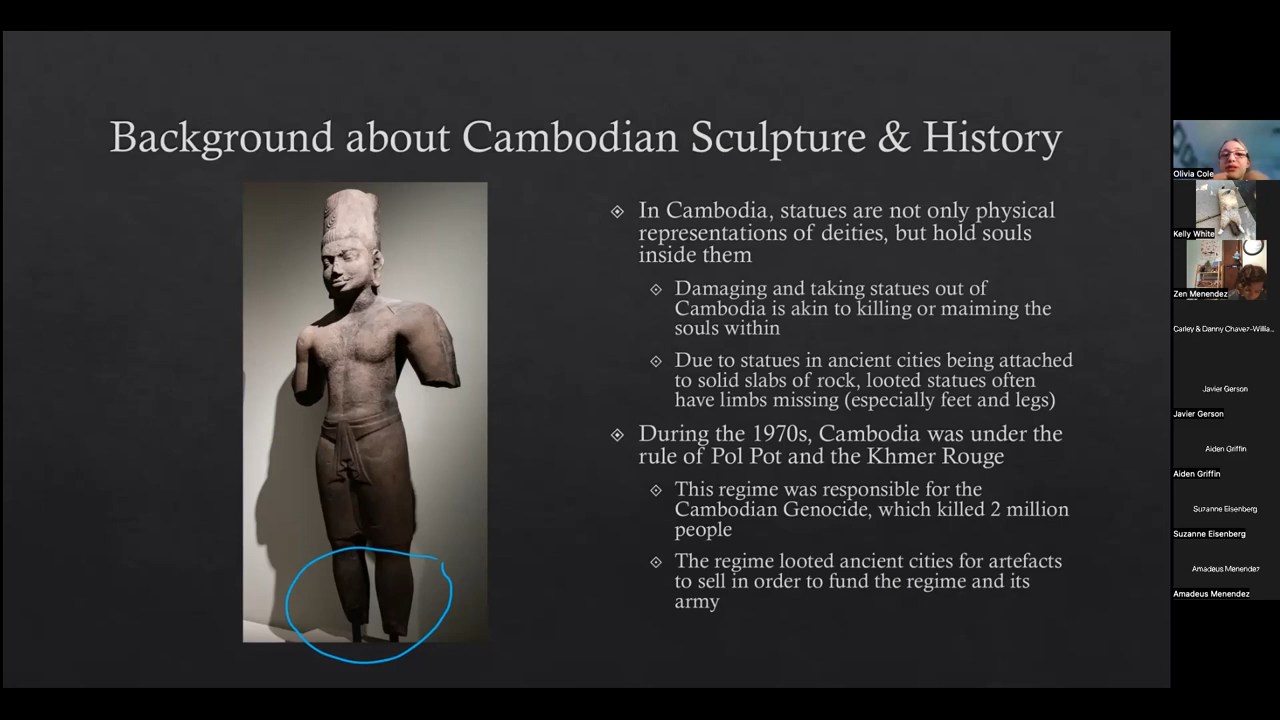 Background about Cambodian Sculpture & History
In Cambodia, statues are not only physical
representations of deities, but hold souls
inside them
Damaging and taking statues out of
Cambodia is akin to killing or maiming the
souls within
Due to statues in ancient cities being attached
to solid slabs of rock, looted statues often
have limbs missing (especially feet and legs)
During the 1970s, Cambodia was under the
rule of Pol Pot and the Khmer Rouge
This regime was responsible for the
Cambodian Genocide, which killed 2 million
people
The regime looted ancient cities for artefacts
to sell in order to fund the regime and its
army
Olivia Cole
Kelly White
Zen Menendez
Carley & Danny Chavez-Willia...
Javier Gerson
Javier Gerson
Aiden Griffin
Aiden Griffin
Suzanne Eisenberg
Suzanne Eisenberg
Amadeus Menendez
Amadeus Menendez